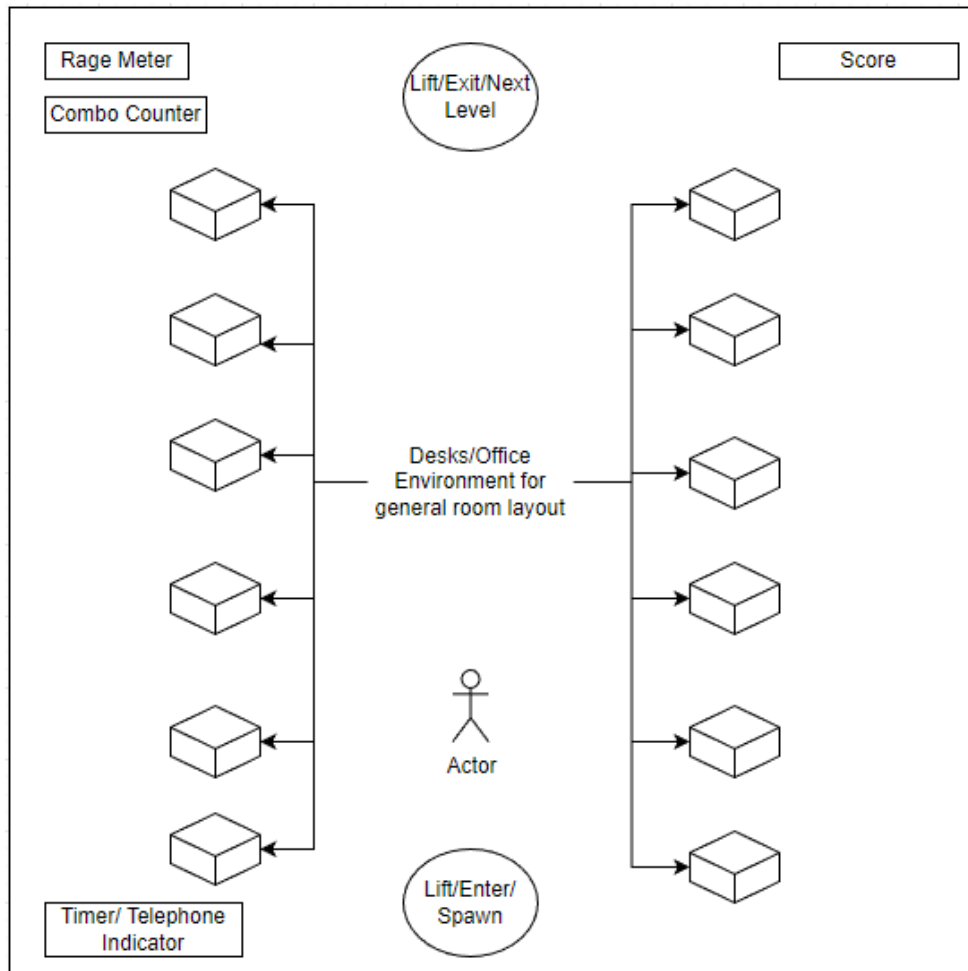 Rage Meter
Lift/Exit/Next
Level
Score
Combo Counter
Desks/Office
Environment for
general room layout
Actor
Lift/Enter/
Spawn
Timer/ Telephone
Indicator